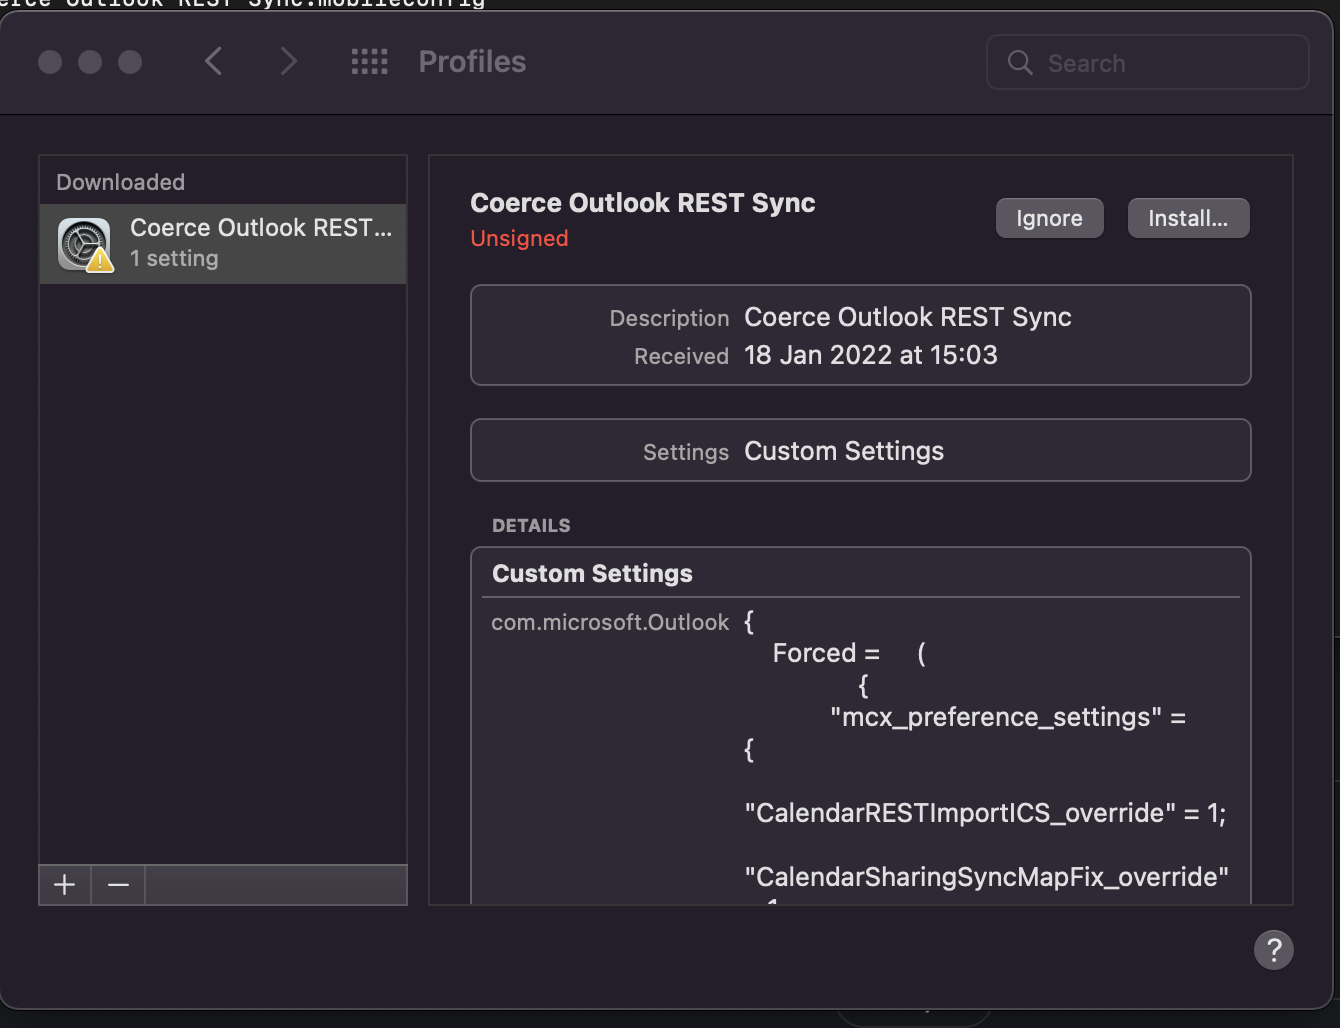 erce Outlook REST Sync.mobileconfig
Profiles
Search
Downloaded
Coerce Outlook REST...
1 setting
Coerce Outlook REST Sync
Unsigned
Ignore
Install...
Description Coerce Outlook REST Sync
Received 18 Jan 2022 at 15:03
Settings Custom Settings
DETAILS
Custom Settings
com.microsoft.Outlook {
Forced = (
{
"mcx_preference_settings" =
{
"CalendarRESTImportICS_override" = 1;
"CalendarSharingSyncMapFix_override"
?